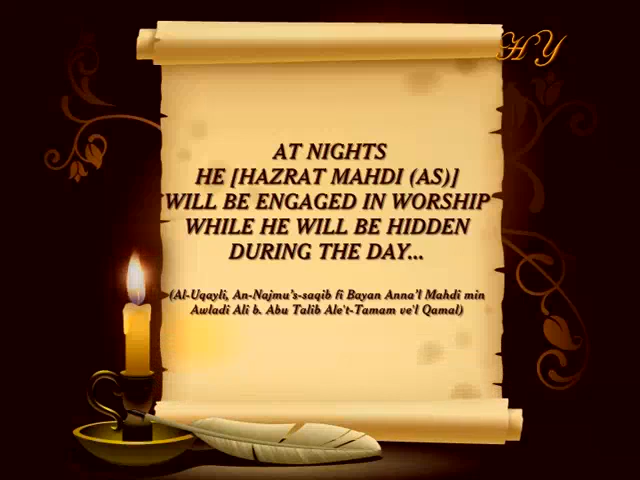 HY
AT NIGHTS
HE [HAZRAT MAHDI (AS)]
WILL BE ENGAGED IN WORSHIP
WHILE HE WILL BE HIDDEN
DURING THE DAY...
(Al-Uqayli, An-Najmu's-saqib fi Bayan Anna'l Mahdi min
Awladi Ali b. Abu Talib Ale't-Tamam ve'l Qamal)